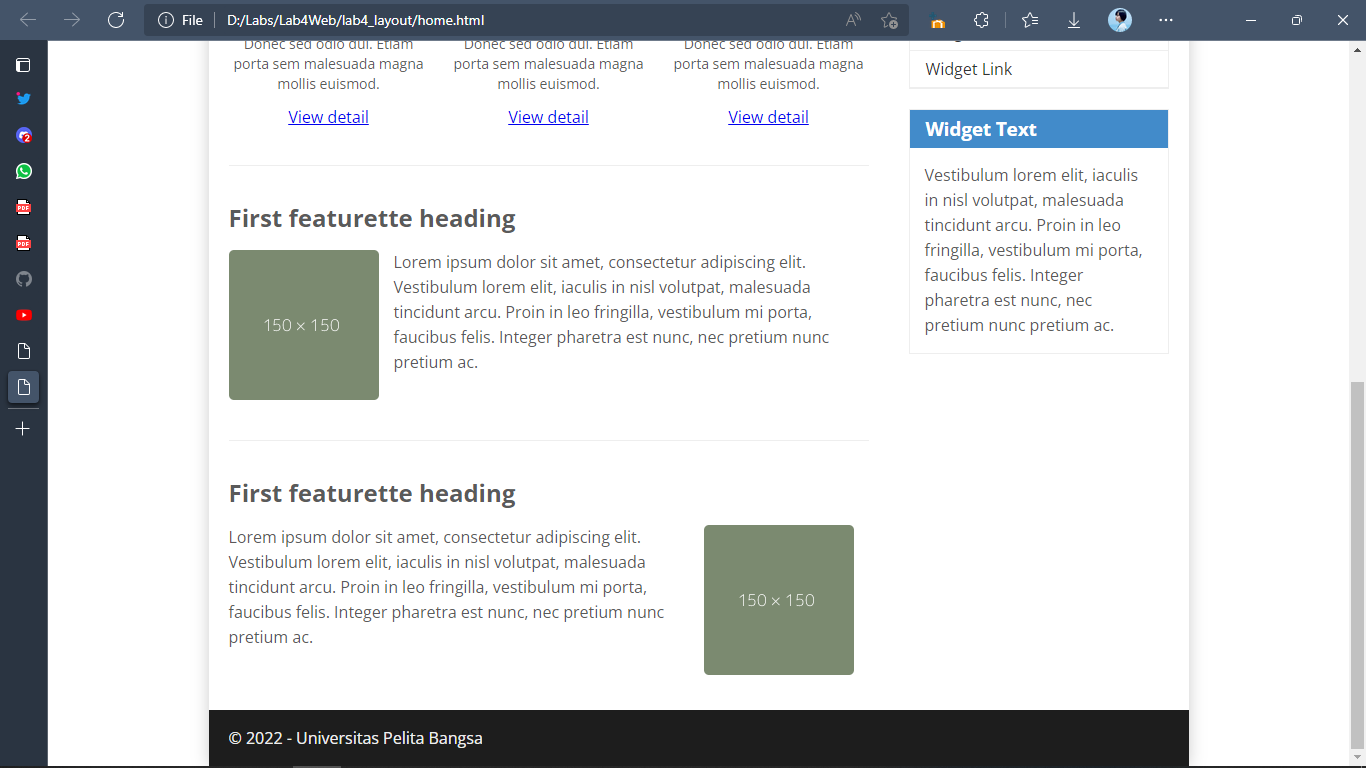 File
D:/Labs/Lab4Web/lab4_layout/home.html
Donec sed odio dui. Etiam
porta sem malesuada magna
mollis euismod.
View detail
Donec sed odio dui. Etiam
porta sem malesuada magna
mollis euismod.
View detail
Donec sed odio dui. Etiam
porta sem malesuada magna
mollis euismod.
View detail
First featurette heading
150 × 150
Lorem ipsum dolor sit amet, consectetur adipiscing elit.
Vestibulum lorem elit, iaculis in nisl volutpat, malesuada
tincidunt arcu. Proin in leo fringilla, vestibulum mi porta,
faucibus felis. Integer pharetra est nunc, nec pretium nunc
pretium ac.
First featurette heading
Lorem ipsum dolor sit amet, consectetur adipiscing elit.
Vestibulum lorem elit, iaculis in nisl volutpat, malesuada
tincidunt arcu. Proin in leo fringilla, vestibulum mi porta,
faucibus felis. Integer pharetra est nunc, nec pretium nunc
pretium ac.
150 × 150
Widget Link
Widget Text
Vestibulum lorem elit, iaculis
in nisl volutpat, malesuada
tincidunt arcu. Proin in leo
fringilla, vestibulum mi porta,
faucibus felis. Integer
pharetra est nunc, nec
pretium nunc pretium ac.
© 2022 - Universitas Pelita Bangsa
2
PDF
PDF